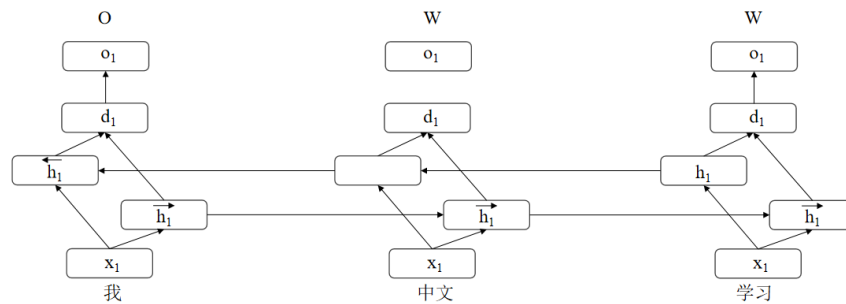 O W W
o₁ o₁ o₁
d₁ d₁ d₁
h₁ h₁
h₁ h₁ h₁
x₁ x₁ x₁
我 中文 学习